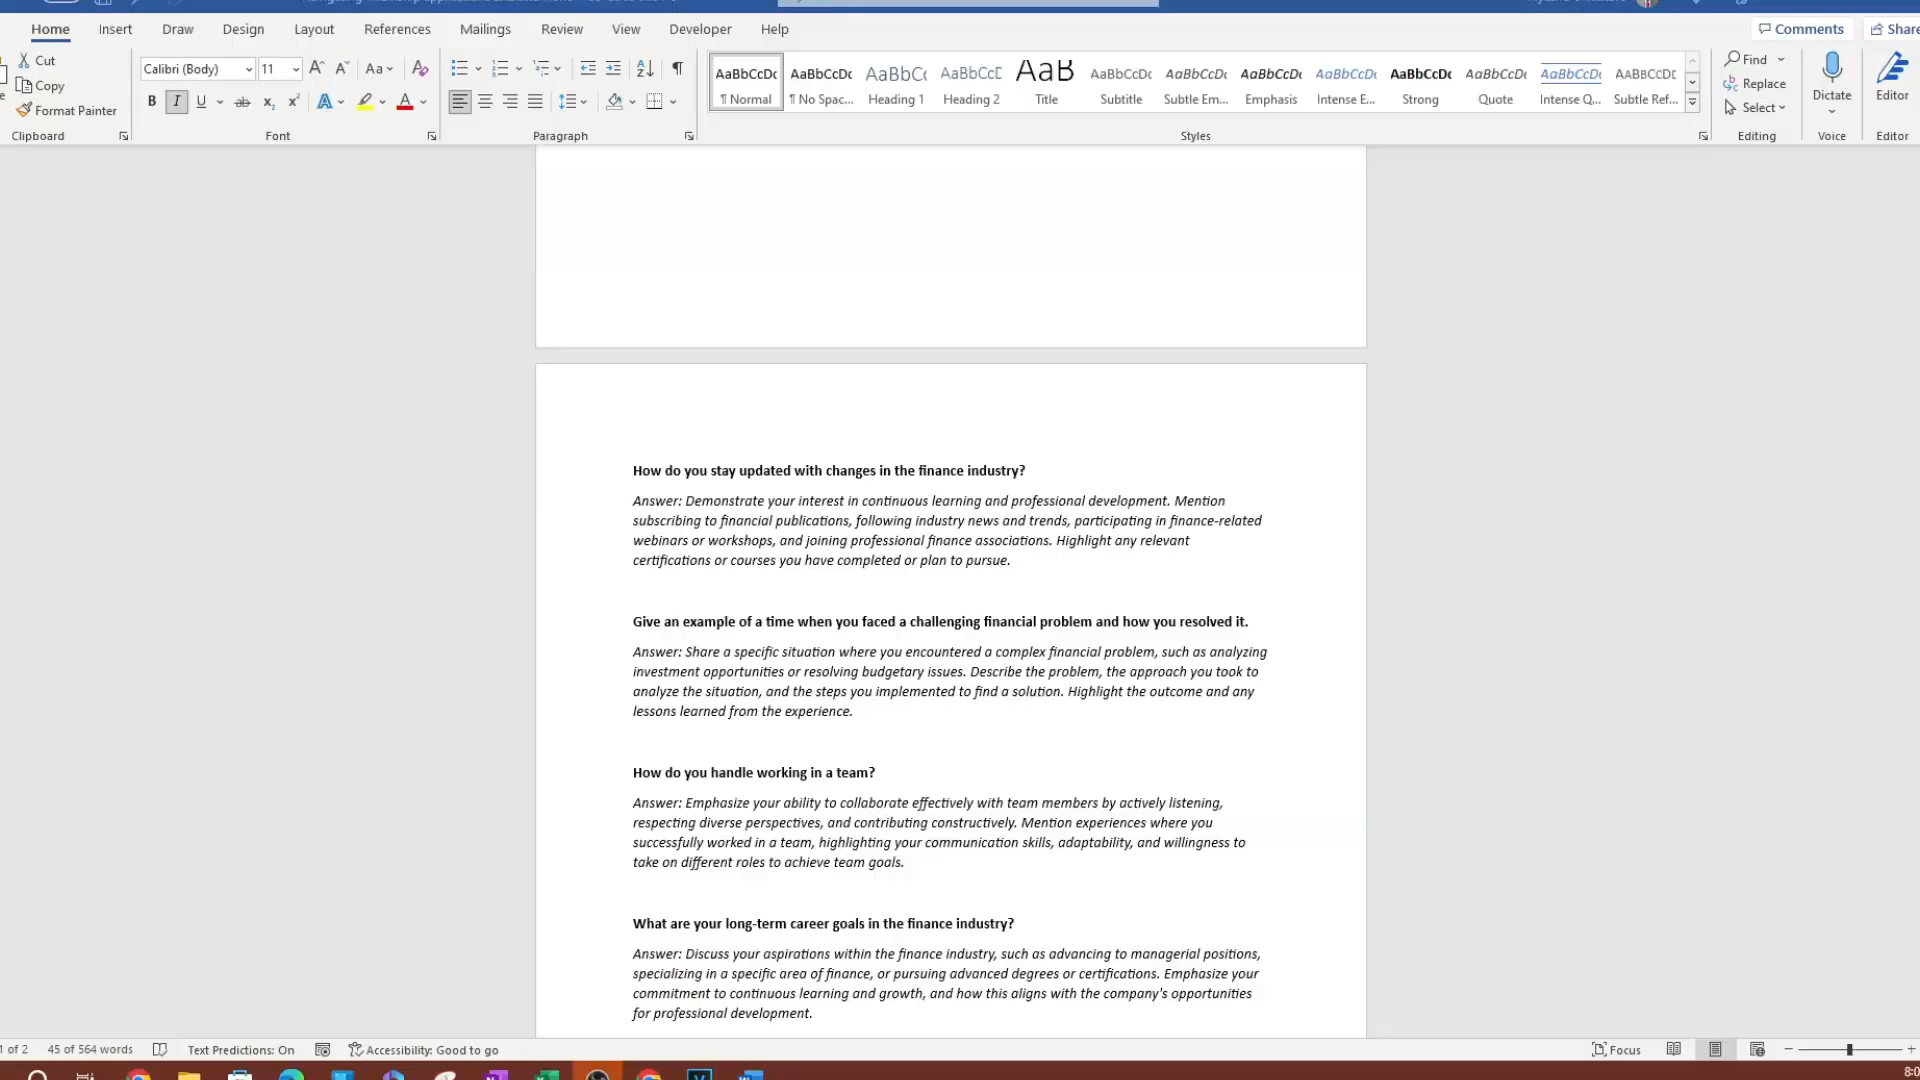 Home Insert Draw Design Layout References Mailings Review View Developer Help Comments Share
Cut
Copy
Format Painter
Clipboard
Calibri (Body) 11
Font
Paragraph
AaBbCcDc AaBbCcDc AaBbC AaBbCcD AaB AaBbCcDc AaBbCcDc AaBbCcDc AaBbCcDc AaBbCcDc AaBbCcDc AaBbCcDc AABBCCDD
¶ Normal ¶ No Spac... Heading 1 Heading 2 Title Subtitle Subtle Em... Emphasis Intense E... Strong Quote Intense Q... Subtle Ref...
Styles
Find
Replace
Select
Editing
Dictate
Voice
Editor
Editor
How do you stay updated with changes in the finance industry?
Answer: Demonstrate your interest in continuous learning and professional development. Mention
subscribing to financial publications, following industry news and trends, participating in finance-related
webinars or workshops, and joining professional finance associations. Highlight any relevant
certifications or courses you have completed or plan to pursue.
Give an example of a time when you faced a challenging financial problem and how you resolved it.
Answer: Share a specific situation where you encountered a complex financial problem, such as analyzing
investment opportunities or resolving budgetary issues. Describe the problem, the approach you took to
analyze the situation, and the steps you implemented to find a solution. Highlight the outcome and any
lessons learned from the experience.
How do you handle working in a team?
Answer: Emphasize your ability to collaborate effectively with team members by actively listening,
respecting diverse perspectives, and contributing constructively. Mention experiences where you
successfully worked in a team, highlighting your communication skills, adaptability, and willingness to
take on different roles to achieve team goals.
What are your long-term career goals in the finance industry?
Answer: Discuss your aspirations within the finance industry, such as advancing to managerial positions,
specializing in a specific area of finance, or pursuing advanced degrees or certifications. Emphasize your
commitment to continuous learning and growth, and how this aligns with the company's opportunities
for professional development.
1 of 2 45 of 564 words Text Predictions: On Accessibility: Good to go Focus
8:0